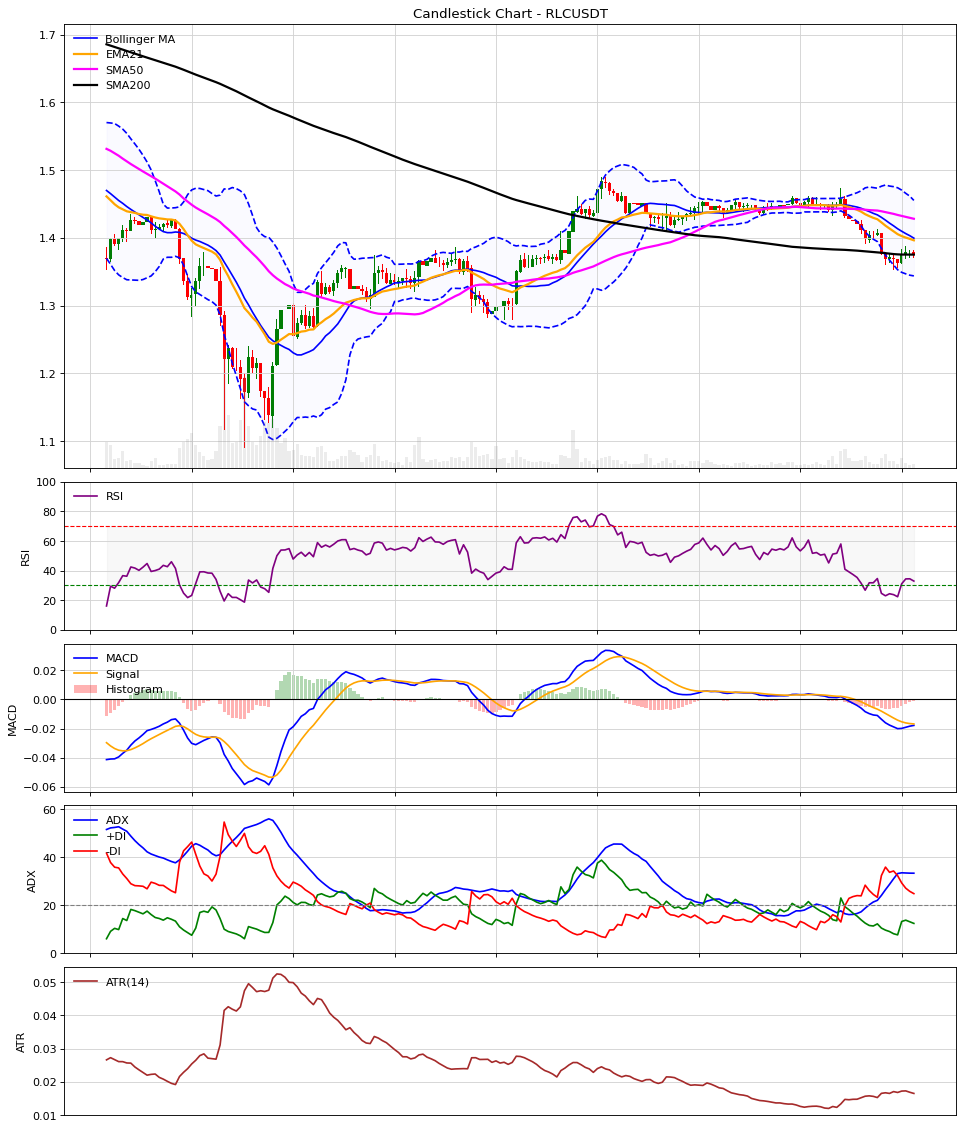 Candlestick Chart - RLCUSDT
Bollinger MA
EMA21
SMA50
SMA200
1.7
1.6
1.5
1.4
1.3
1.2
1.1
RSI
RSI
100
80
60
40
20
0
MACD
Signal
Histogram
MACD
0.02
0.00
−0.02
−0.04
−0.06
ADX
+DI
-DI
ADX
60
40
20
0
ATR(14)
ATR
0.05
0.04
0.03
0.02
0.01